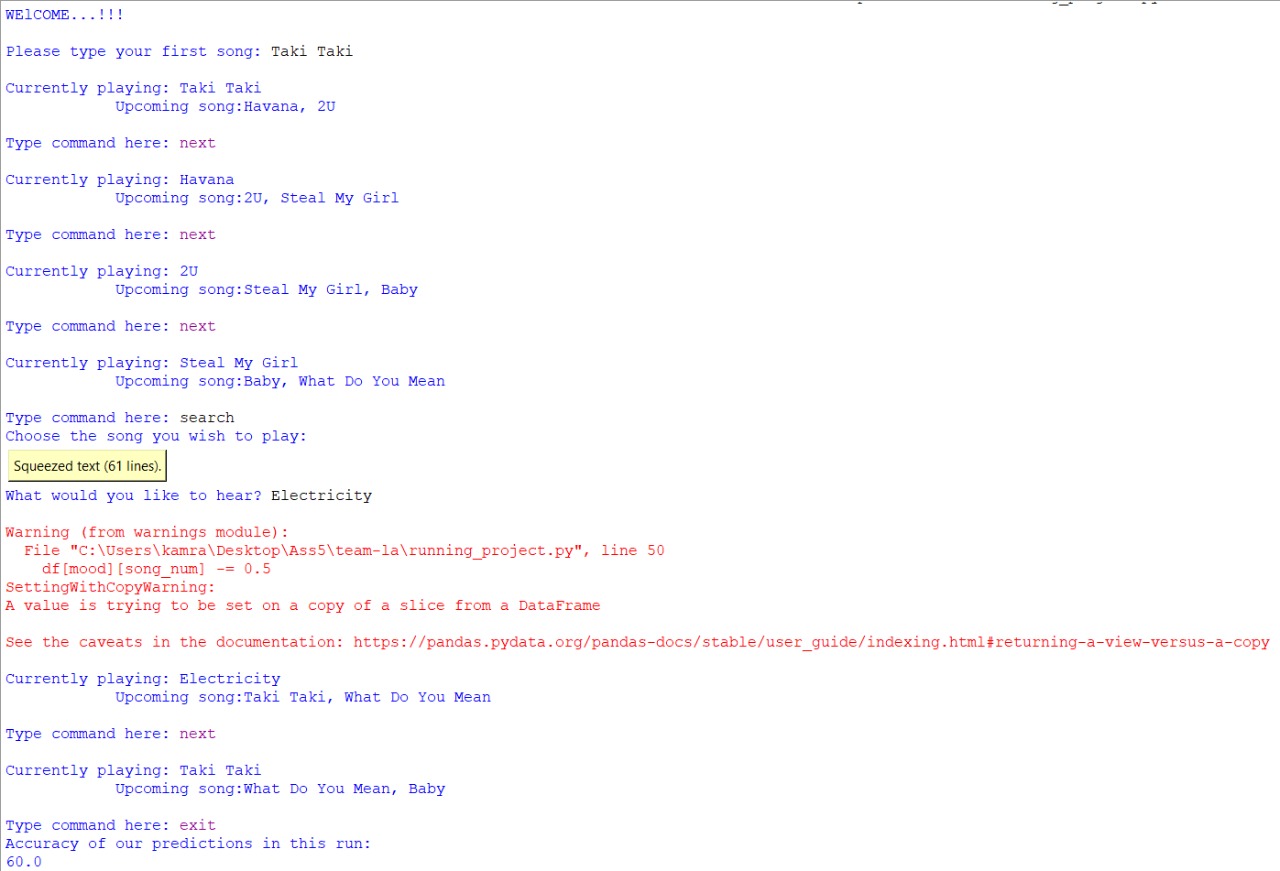 WElCOME...!!!
Please type your first song: Taki Taki
Currently playing: Taki Taki
Upcoming song:Havana, 2U
Type command here: next
Currently playing: Havana
Upcoming song:2U, Steal My Girl
Type command here: next
Currently playing: 2U
Upcoming song:Steal My Girl, Baby
Type command here: next
Currently playing: Steal My Girl
Upcoming song:Baby, What Do You Mean
Type command here: search
Choose the song you wish to play:
Squeezed text (61 lines).
What would you like to hear? Electricity
Warning (from warnings module):
File "C:\Users\kamra\Desktop\Ass5\team-la\running_project.py", line 50
df[mood][song_num] -= 0.5
SettingWithCopyWarning:
A value is trying to be set on a copy of a slice from a DataFrame
See the caveats in the documentation: https://pandas.pydata.org/pandas-docs/stable/user_guide/indexing.html#returning-a-view-versus-a-copy
Currently playing: Electricity
Upcoming song:Taki Taki, What Do You Mean
Type command here: next
Currently playing: Taki Taki
Upcoming song:What Do You Mean, Baby
Type command here: exit
Accuracy of our predictions in this run:
60.0